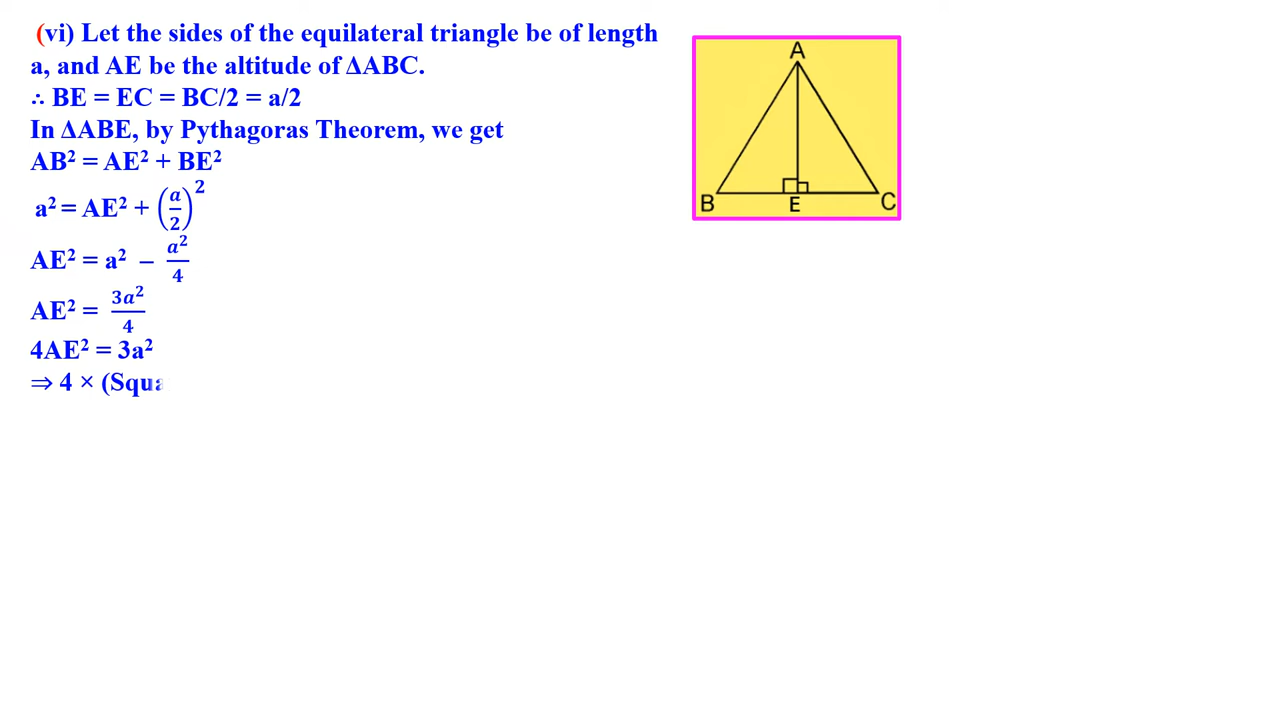 (vi) Let the sides of the equilateral triangle be of length
a, and AE be the altitude of ΔABC.
∴ BE = EC = BC/2 = a/2
In ΔABE, by Pythagoras Theorem, we get
AB² = AE² + BE²
a² = AE² + (a/2)²
AE² = a² – a²/4
AE² = 3a²/4
4AE² = 3a²
⇒ 4 × (Squa
A
B
E
C